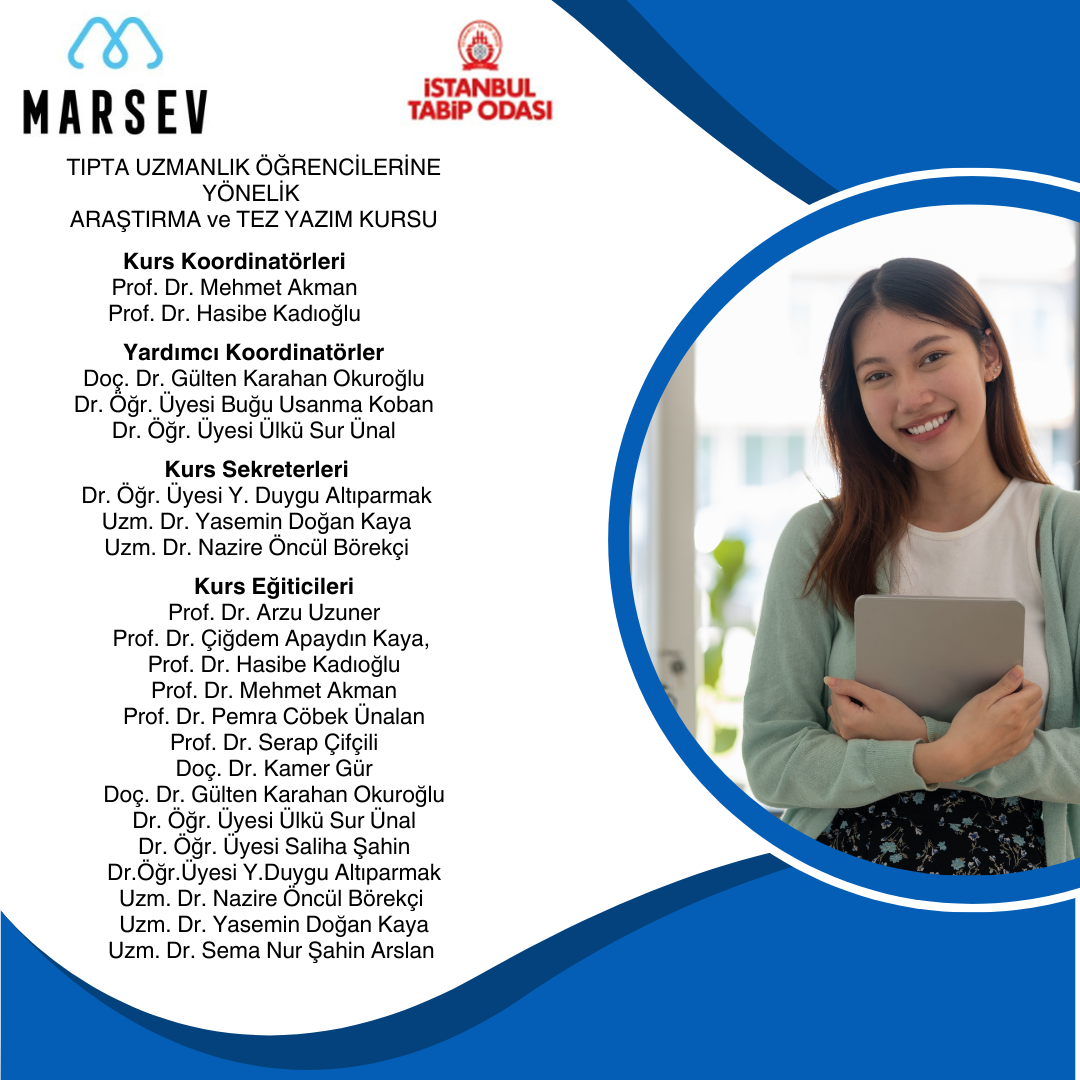 MARSEV
İSTANBUL
TABİP ODASI
TIPTA UZMANLIK ÖĞRENCİLERİNE
YÖNELİK
ARAŞTIRMA ve TEZ YAZIM KURSU
Kurs Koordinatörleri
Prof. Dr. Mehmet Akman
Prof. Dr. Hasibe Kadıoğlu
Yardımcı Koordinatörler
Doç. Dr. Gülten Karahan Okuroğlu
Dr. Öğr. Üyesi Buğu Usanma Koban
Dr. Öğr. Üyesi Ülkü Sur Ünal
Kurs Sekreterleri
Dr. Öğr. Üyesi Y. Duygu Altıparmak
Uzm. Dr. Yasemin Doğan Kaya
Uzm. Dr. Nazire Öncül Börekçi
Kurs Eğiticileri
Prof. Dr. Arzu Uzuner
Prof. Dr. Çiğdem Apaydın Kaya,
Prof. Dr. Hasibe Kadıoğlu
Prof. Dr. Mehmet Akman
Prof. Dr. Pemra Cöbek Ünalan
Prof. Dr. Serap Çifçili
Doç. Dr. Kamer Gür
Doç. Dr. Gülten Karahan Okuroğlu
Dr. Öğr. Üyesi Ülkü Sur Ünal
Dr. Öğr. Üyesi Saliha Şahin
Dr.Öğr.Üyesi Y.Duygu Altıparmak
Uzm. Dr. Nazire Öncül Börekçi
Uzm. Dr. Yasemin Doğan Kaya
Uzm. Dr. Sema Nur Şahin Arslan